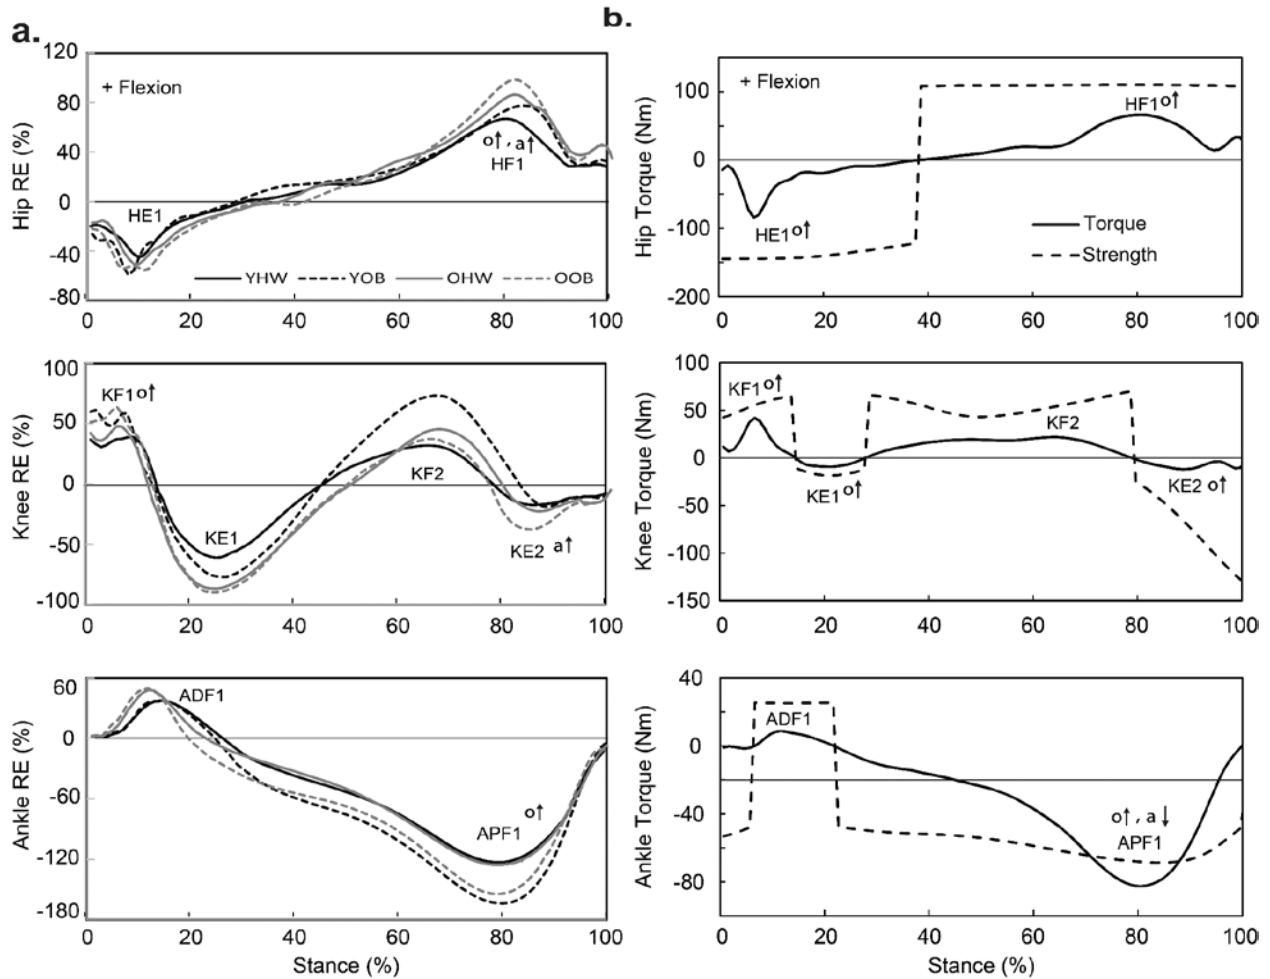 a.
120
80
40
0
-40
-80
Hip RE (%)
+ Flexion
HE1
o↑ , a↑
HF1
YHW
YOB
OHW
OOB
0 20 40 60 80 100
100
50
0
-50
-100
Knee RE (%)
KF1 o↑
KE1
KF2
KE2 a↑
0 20 40 60 80 100
60
0
-60
-120
-180
Ankle RE (%)
ADF1
o↑
APF1
0 20 40 60 80 100
Stance (%)
b.
100
0
-100
-200
Hip Torque (Nm)
+ Flexion
HF1 o↑
HE1 o↑
Torque
Strength
0 20 40 60 80 100
100
50
0
-50
-100
-150
Knee Torque (Nm)
KF1 o↑
KE1 o↑
KF2
KE2 o↑
0 20 40 60 80 100
40
0
-40
-80
Ankle Torque (Nm)
ADF1
o↑ , a↓
APF1
0 20 40 60 80 100
Stance (%)